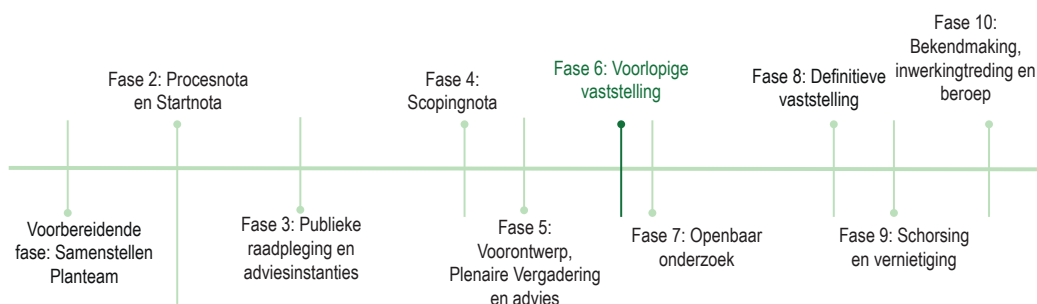 Voorbereidende
fase: Samenstellen
Planteam
Fase 2: Procesnota
en Startnota
Fase 3: Publieke
raadpleging en
adviesinstanties
Fase 4:
Scopingnota
Fase 5:
Voorontwerp,
Plenaire Vergadering
en advies
Fase 6: Voorlopige
vaststelling
Fase 7: Openbaar
onderzoek
Fase 8: Definitieve
vaststelling
Fase 9: Schorsing
en vernietiging
Fase 10:
Bekendmaking,
inwerkingtreding en
beroep